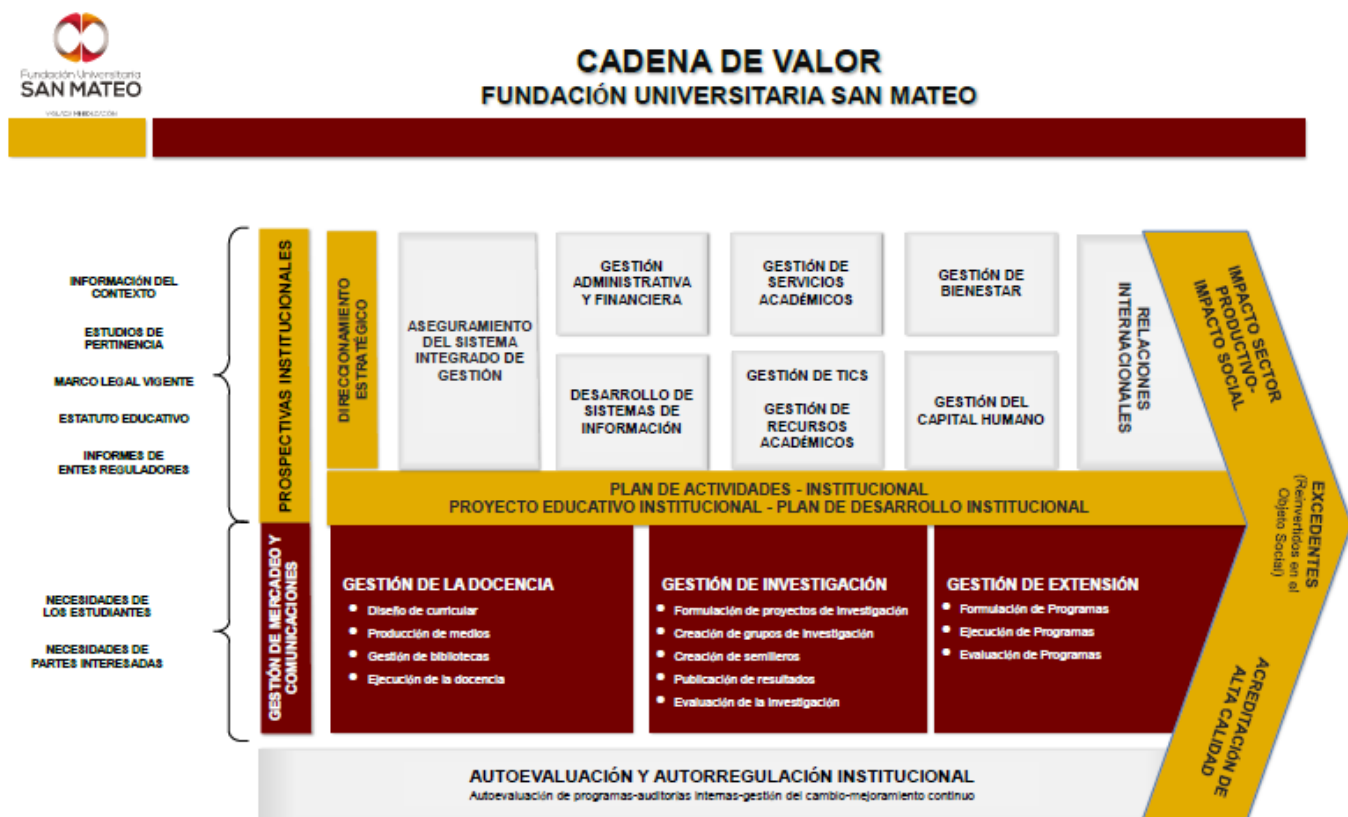 Fundación Universitaria
SAN MATEO
CADENA DE VALOR
FUNDACIÓN UNIVERSITARIA SAN MATEO
INFORMACIÓN DEL
CONTEXTO
ESTUDIOS DE
PERTINENCIA
MARCO LEGAL VIGENTE
ESTATUTO EDUCATIVO
INFORMES DE
ENTES REGULADORES
NECESIDADES DE
LOS ESTUDIANTES
NECESIDADES DE
PARTES INTERESADAS
PROSPECTIVAS INSTITUCIONALES
GESTIÓN DE MERCADEO Y
COMUNICACIONES
DIRECCIONAMIENTO
ESTRATÉGICO
ASEGURAMIENTO
DEL SISTEMA
INTEGRADO DE
GESTIÓN
GESTIÓN
ADMINISTRATIVA
Y FINANCIERA
GESTIÓN DE
SERVICIOS
ACADÉMICOS
GESTIÓN DE
BIENESTAR
DESARROLLO DE
SISTEMAS DE
INFORMACIÓN
GESTIÓN DE TICS
GESTIÓN DE
RECURSOS
ACADÉMICOS
GESTIÓN DEL
CAPITAL HUMANO
RELACIONES
INTERNACIONALES
PLAN DE ACTIVIDADES - INSTITUCIONAL
PROYECTO EDUCATIVO INSTITUCIONAL - PLAN DE DESARROLLO INSTITUCIONAL
GESTIÓN DE LA DOCENCIA
• Diseño de curricular
• Producción de medios
• Gestión de bibliotecas
• Ejecución de la docencia
GESTIÓN DE INVESTIGACIÓN
• Formulación de proyectos de Investigación
• Creación de grupos de Investigación
• Creación de semilleros
• Publicación de resultados
• Evaluación de la Investigación
GESTIÓN DE EXTENSIÓN
• Formulación de Programas
• Ejecución de Programas
• Evaluación de Programas
IMPACTO SECTOR
PRODUCTIVO-
IMPACTO SOCIAL
EXCEDENTES
(Reinvertidos en el
Objeto Social)
ACREDITACIÓN DE
ALTA CALIDAD
AUTOEVALUACIÓN Y AUTORREGULACIÓN INSTITUCIONAL
Autoevaluación de programas-auditorias internas-gestión del cambio-mejoramiento continuo